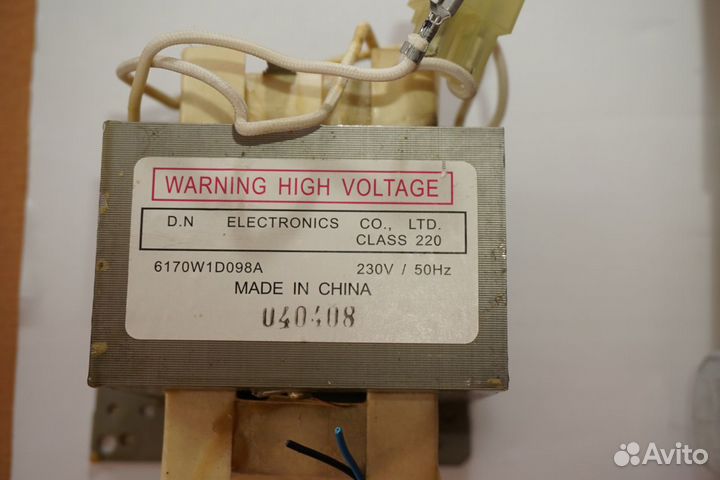 WARNING HIGH VOLTAGE
D.N ELECTRONICS CO., LTD.
CLASS 220
6170W1D098A 230V / 50Hz
MADE IN CHINA
040408
Avito